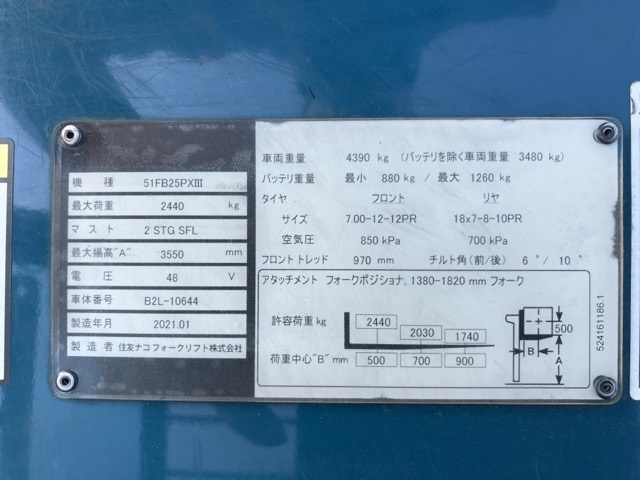 機 種 51FB25PXIII
最大荷重 2440 kg
マスト 2 STG SFL
最大揚高"A" 3550 mm
電 圧 48 V
車体番号 B2L-10644
製造年月 2021.01
製造者 住友ナコ フォークリフト株式会社
車両重量 4390 kg (バッテリを除く車両重量 3480 kg)
バッテリ重量 最小 880 kg / 最大 1260 kg
タイヤ フロント リヤ
サイズ 7.00-12-12PR 18x7-8-10PR
空気圧 850 kPa 700 kPa
フロント トレッド 970 mm チルト角(前/後) 6°/ 10°
アタッチメント フォークポジショナ, 1380-1820 mm フォーク
許容荷重 kg 2440 2030 1740
荷重中心"B" mm 500 700 900
500
B
A
524161186.1